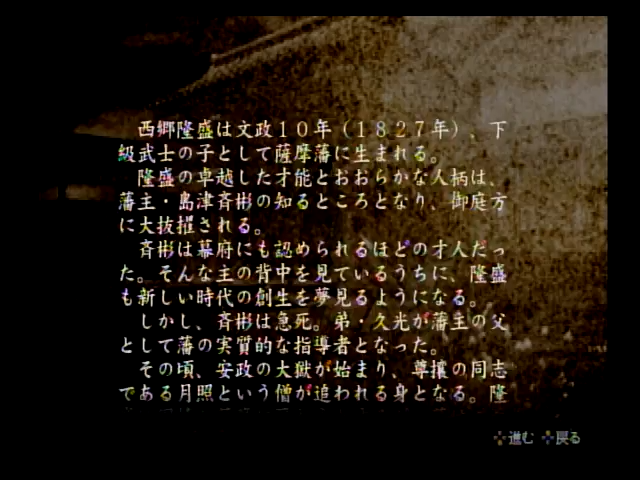 西郷隆盛は文政１０年（１８２７年）、下
級武士の子として薩摩藩に生まれる。
　隆盛の卓越した才能とおおらかな人柄は、
藩主・島津斉彬の知るところとなり、御庭方
に大抜擢される。
　斉彬は幕府にも認められるほどの才人だっ
た。そんな主の背中を見ているうちに、隆盛
も新しい時代の創生を夢見るようになる。
　しかし、斉彬は急死。弟・久光が藩主の父
として藩の実質的な指導者となった。
　その頃、安政の大獄が始まり、尊攘の同志
である月照という僧が追われる身となる。隆
進む 戻る